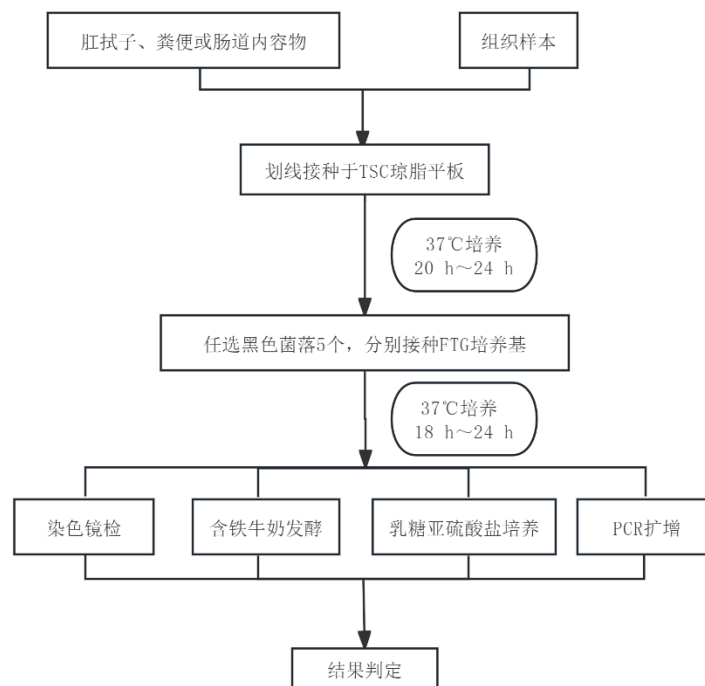 肛拭子、粪便或肠道内容物
组织样本
划线接种于TSC琼脂平板
37℃培养
20 h～24 h
任选黑色菌落5个，分别接种FTG培养基
37℃培养
18 h～24 h
染色镜检
含铁牛奶发酵
乳糖亚硫酸盐培养
PCR扩增
结果判定